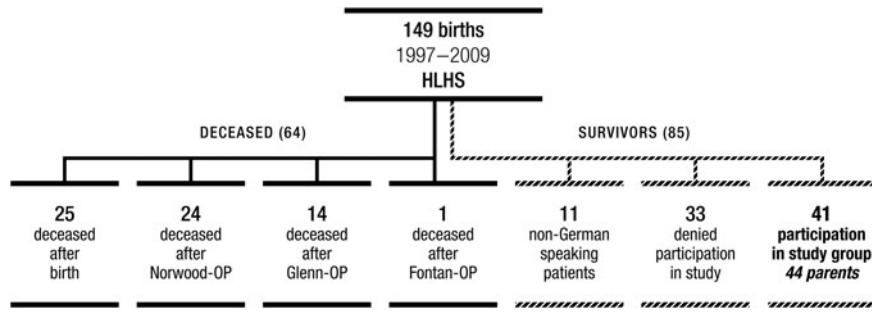 149 births
1997–2009
HLHS
DECEASED (64)
SURVIVORS (85)
25
deceased
after
birth
24
deceased
after
Norwood-OP
14
deceased
after
Glenn-OP
1
deceased
after
Fontan-OP
11
non-German
speaking
patients
33
denied
participation
in study
41
participation
in study group
44 parents